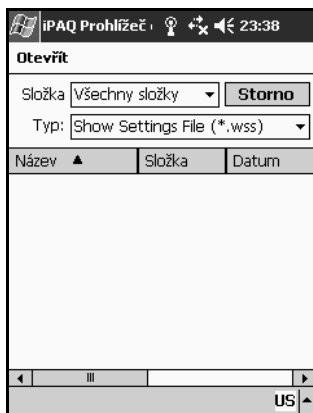 iPAQ Prohlížeč 23:38
Otevřít
Složka Všechny složky Storno
Typ: Show Settings File (*.wss)
Název Složka Datum
US